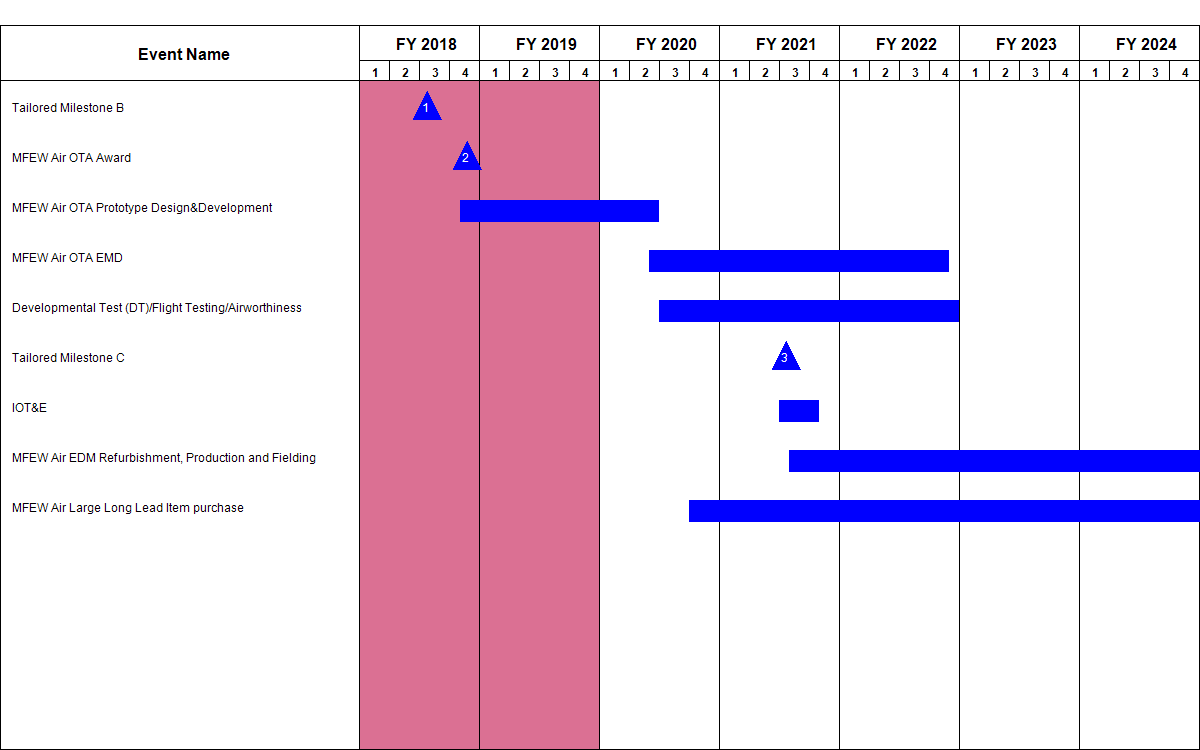 Event Name FY 2018 FY 2019 FY 2020 FY 2021 FY 2022 FY 2023 FY 2024
1 2 3 4 1 2 3 4 1 2 3 4 1 2 3 4 1 2 3 4 1 2 3 4 1 2 3 4
Tailored Milestone B 1
MFEW Air OTA Award 2
MFEW Air OTA Prototype Design&Development
MFEW Air OTA EMD
Developmental Test (DT)/Flight Testing/Airworthiness
Tailored Milestone C 3
IOT&E
MFEW Air EDM Refurbishment, Production and Fielding
MFEW Air Large Long Lead Item purchase